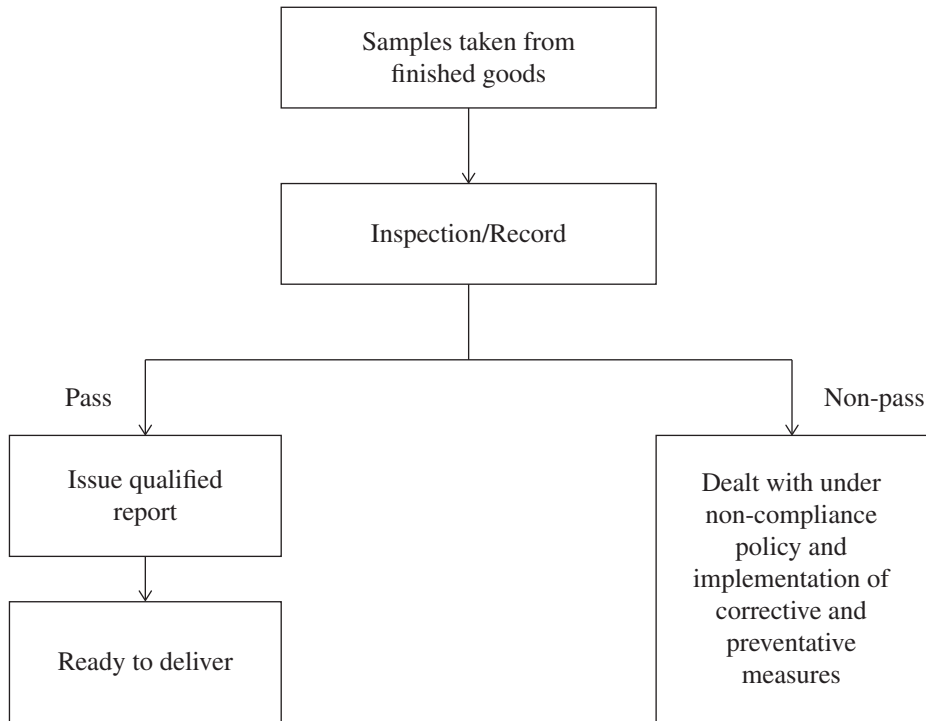 Samples taken from
finished goods
Inspection/Record
Pass
Non-pass
Issue qualified
report
Ready to deliver
Dealt with under
non-compliance
policy and
implementation of
corrective and
preventative
measures